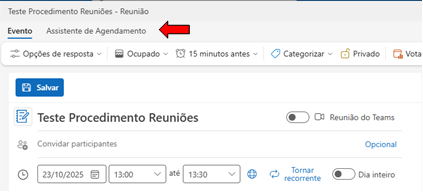 Teste Procedimento Reuniões - Reunião
Evento Assistente de Agendamento
Opções de resposta Ocupado 15 minutos antes Categorizar Privado Vota
Salvar
Teste Procedimento Reuniões Reunião do Teams
Convidar participantes Opcional
23/10/2025 13:00 até 13:30 Tornar recorrente Dia inteiro